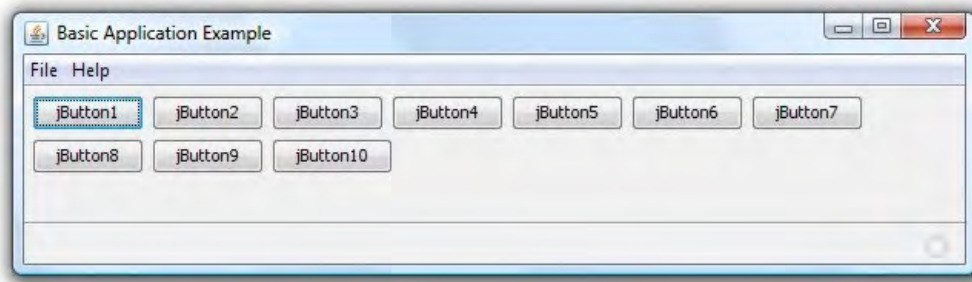 Basic Application Example
File Help
jButton1 jButton2 jButton3 jButton4 jButton5 jButton6 jButton7
jButton8 jButton9 jButton10